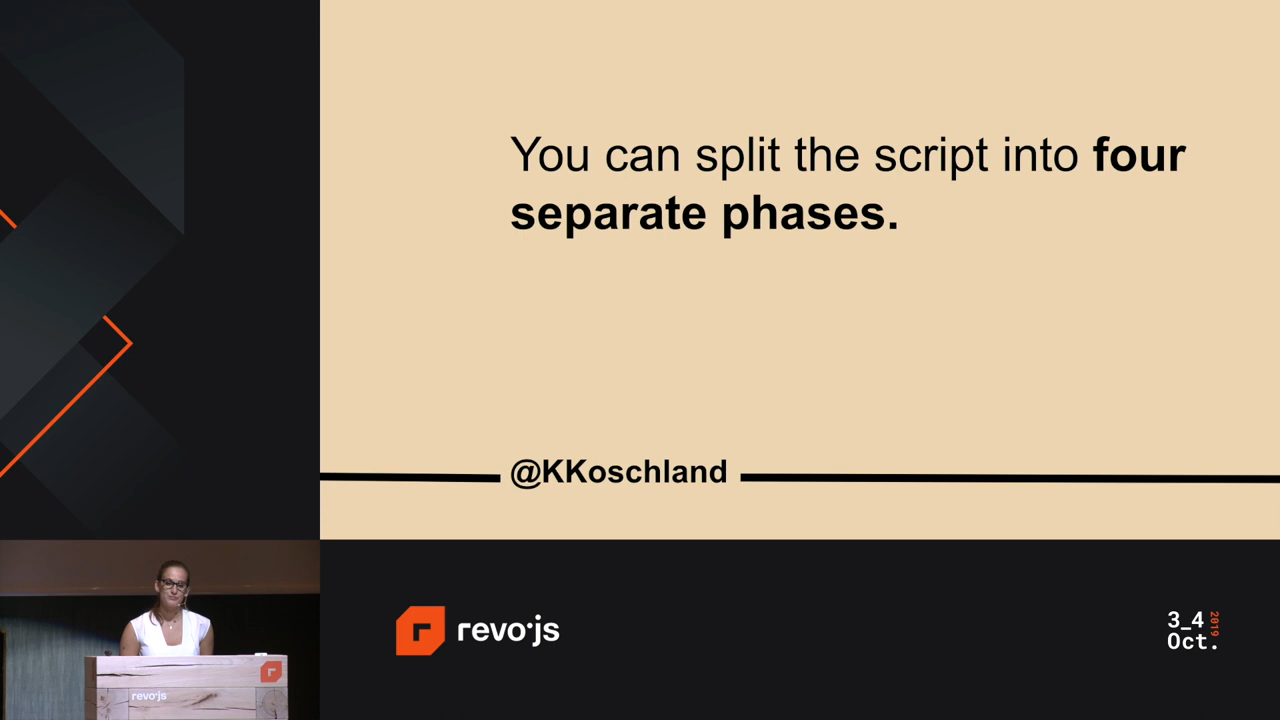 You can split the script into four
separate phases.
@KKoschland
revo·js
3_4
Oct.
2019
revo·js